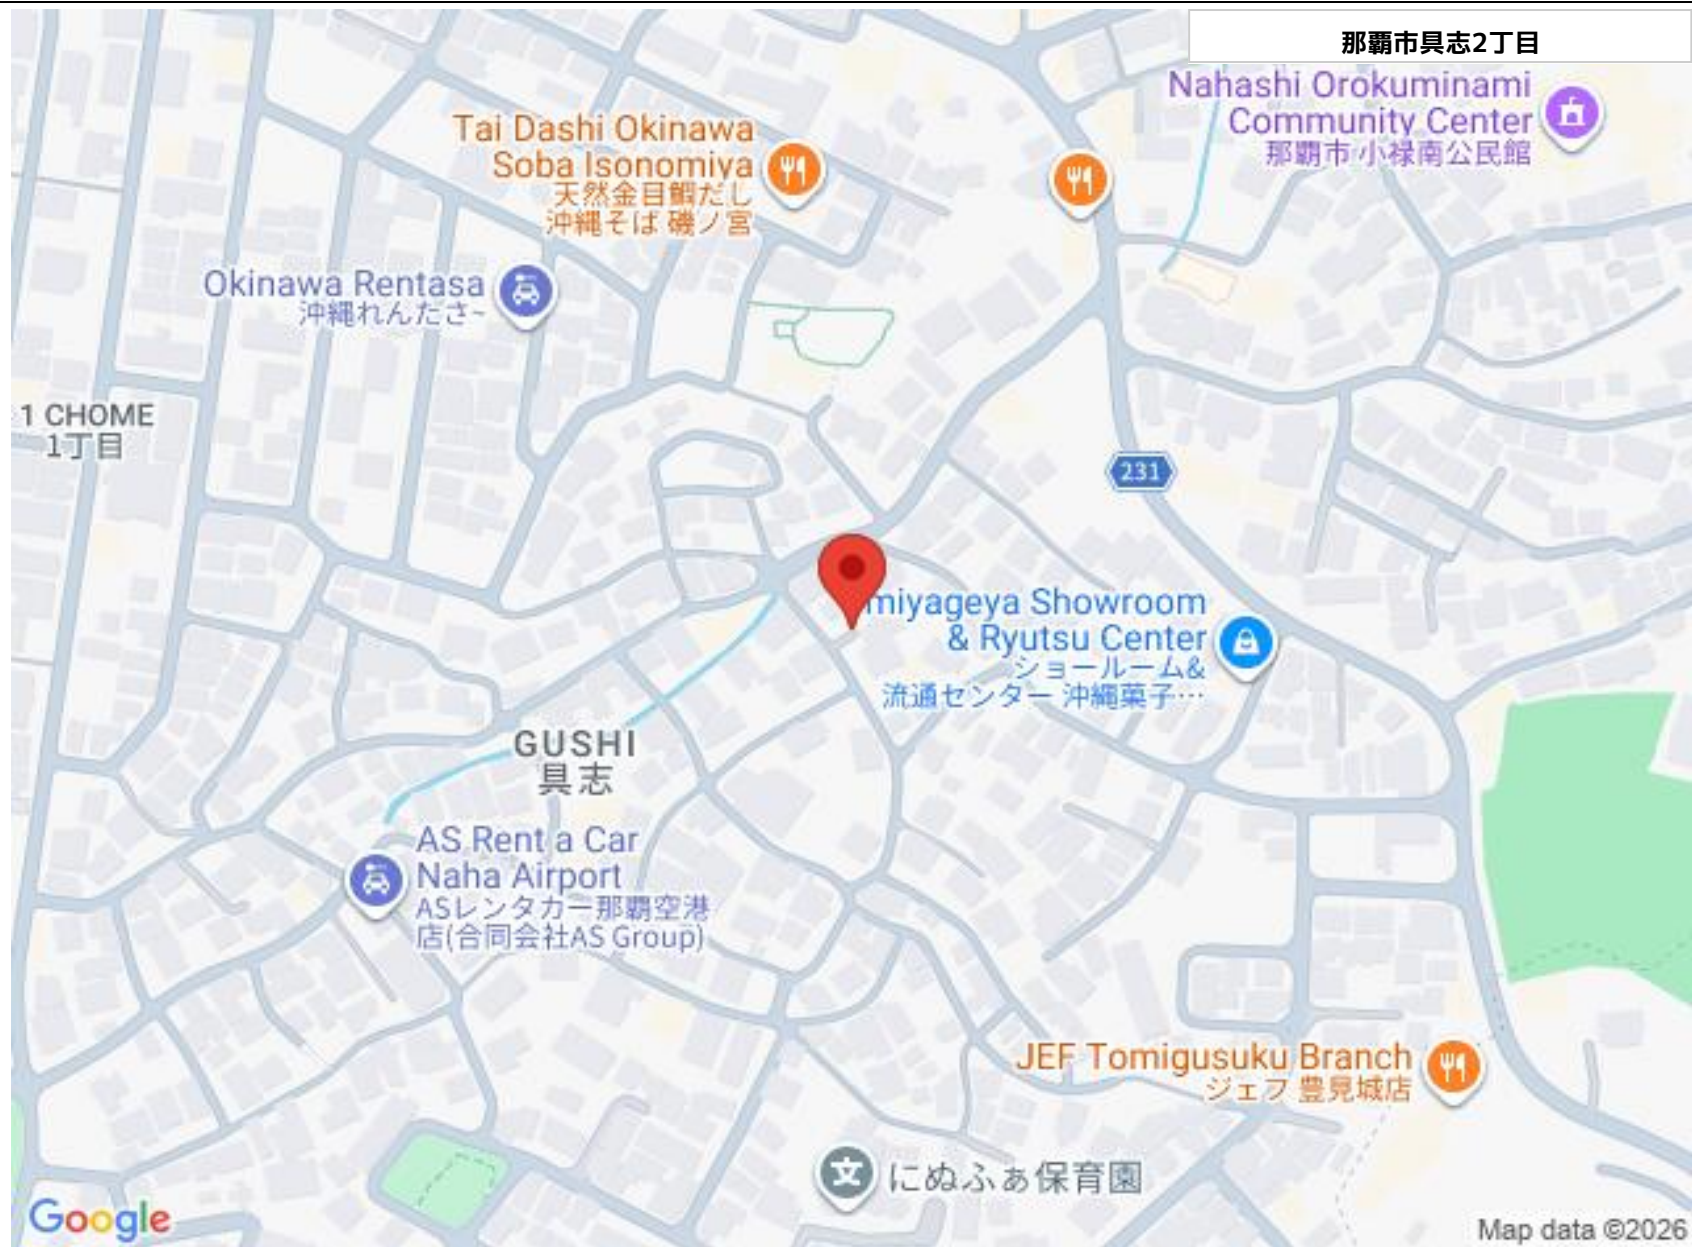 那覇市具志2丁目
Nahashi Orokuminami
Community Center
那覇市 小禄南公民館
Tai Dashi Okinawa
Soba Isonomiya
天然金目鯛だし
沖縄そば 磯ノ宮
Okinawa Rentasa
沖縄れんたさ~
1 CHOME
1丁目
231
miyageya Showroom
& Ryutsu Center
ショールーム&
流通センター 沖縄菓子…
GUSHI
具志
AS Rent a Car
Naha Airport
ASレンタカー那覇空港
店(合同会社AS Group)
JEF Tomigusuku Branch
ジェフ 豊見城店
文
にぬふぁ保育園
Google
Map data ©2026